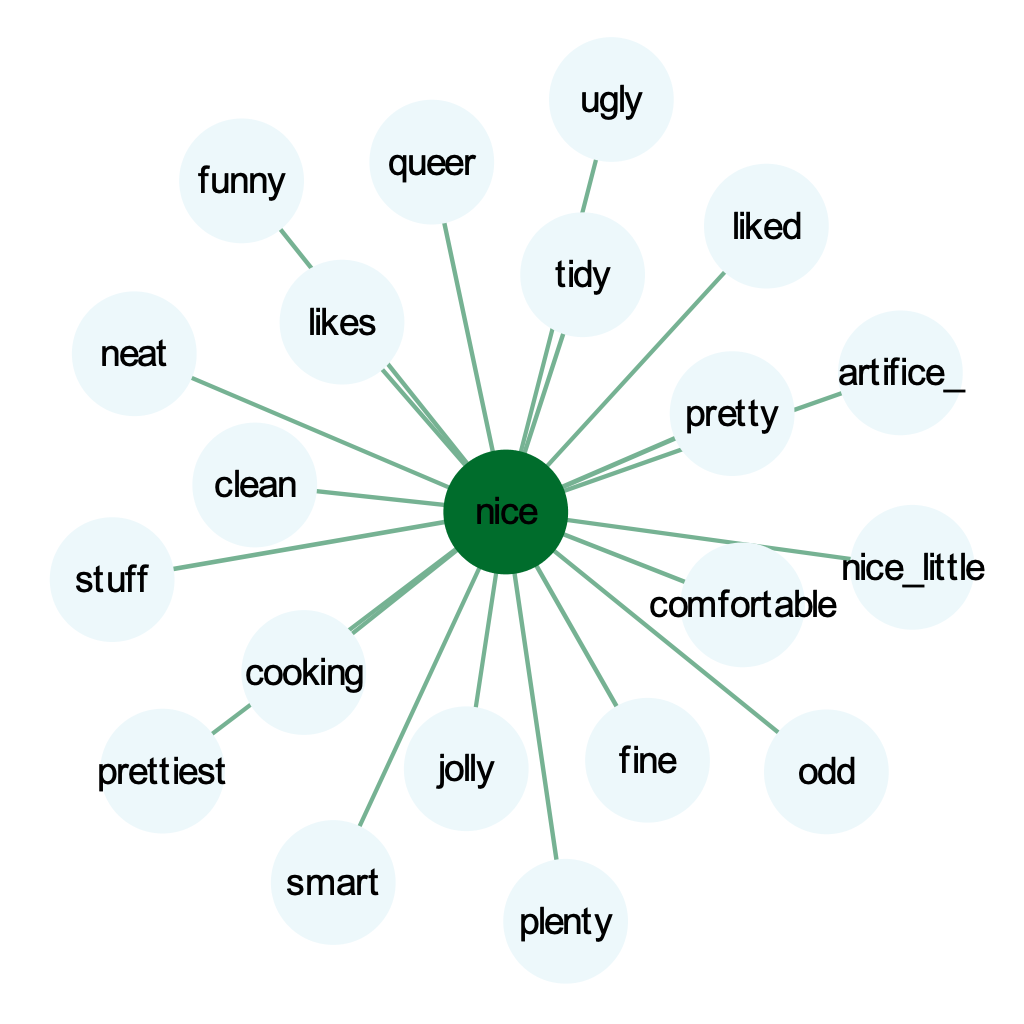 ugly
queer
funny
liked
tidy
likes
neat
artifice_
pretty
clean
nice
nice_little
stuff
comfortable
cooking
fine
jolly
prettiest
odd
smart
plenty